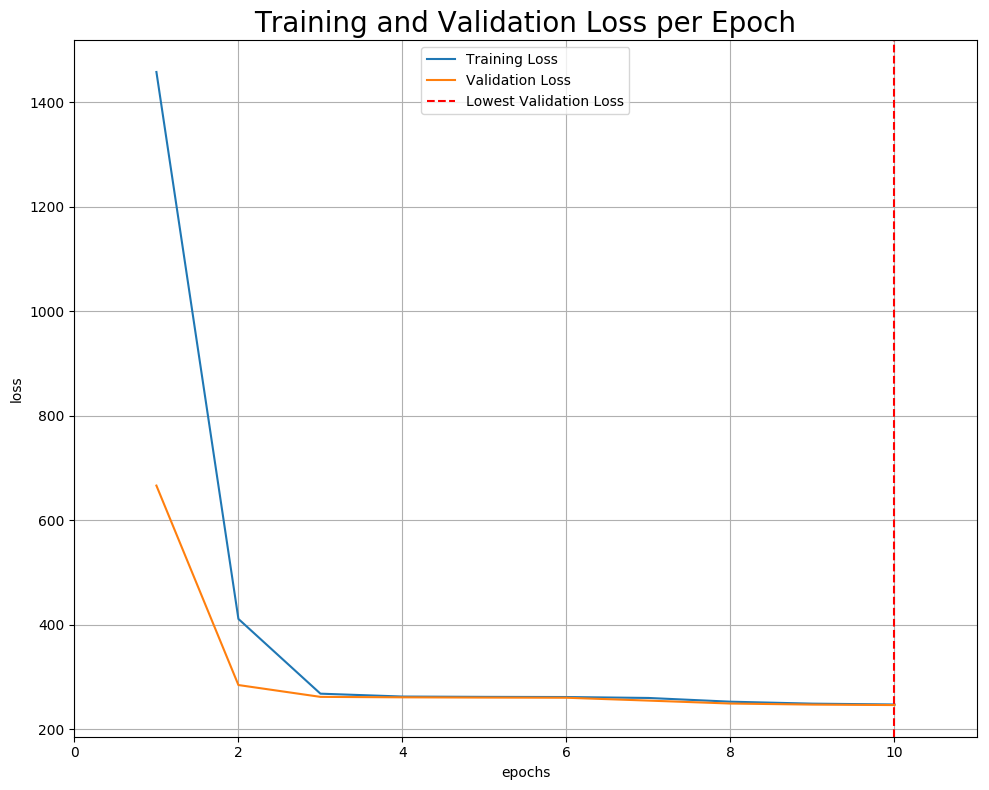 Training and Validation Loss per Epoch
Training Loss
Validation Loss
Lowest Validation Loss
1400
1200
1000
800
600
400
200
loss
0
2
4
6
8
10
epochs